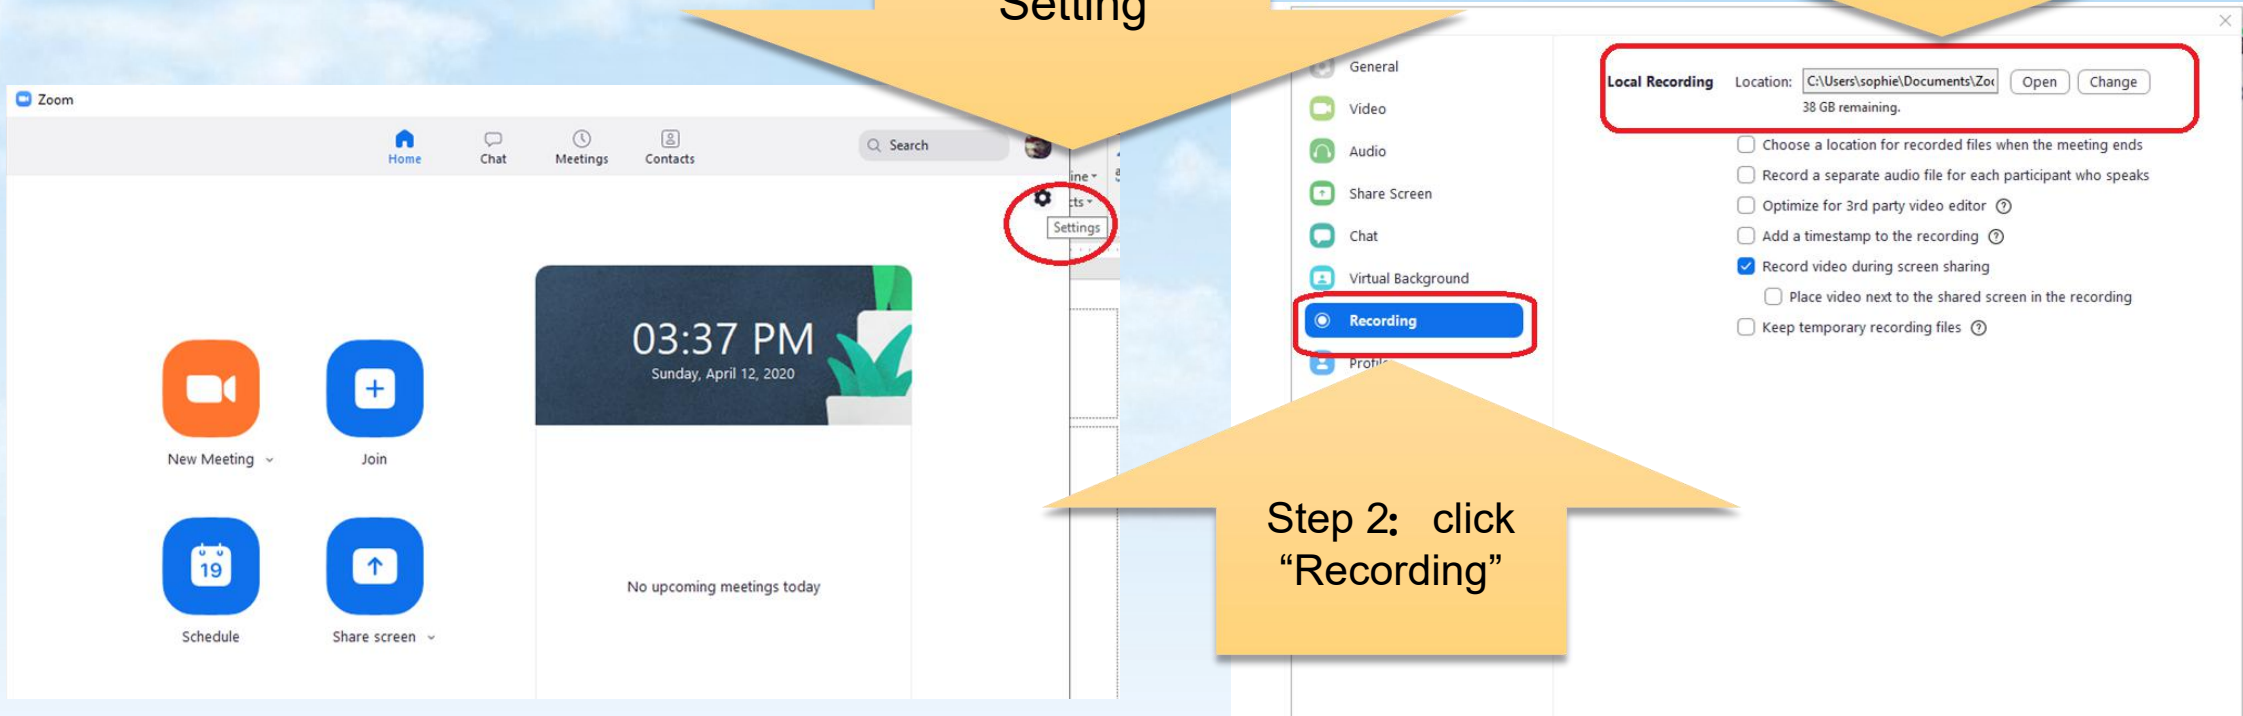 Setting
Zoom
Home
Chat
Meetings
Contacts
Search
Settings
03:37 PM
Sunday, April 12, 2020
New Meeting
Join
19
Schedule
Share screen
No upcoming meetings today
General
Video
Audio
Share Screen
Chat
Virtual Background
Recording
Profile
Local Recording Location: C:\Users\sophie\Documents\Zoo Open Change
38 GB remaining.
Choose a location for recorded files when the meeting ends
Record a separate audio file for each participant who speaks
Optimize for 3rd party video editor
Add a timestamp to the recording
Record video during screen sharing
Place video next to the shared screen in the recording
Keep temporary recording files
Step 2: click
“Recording”